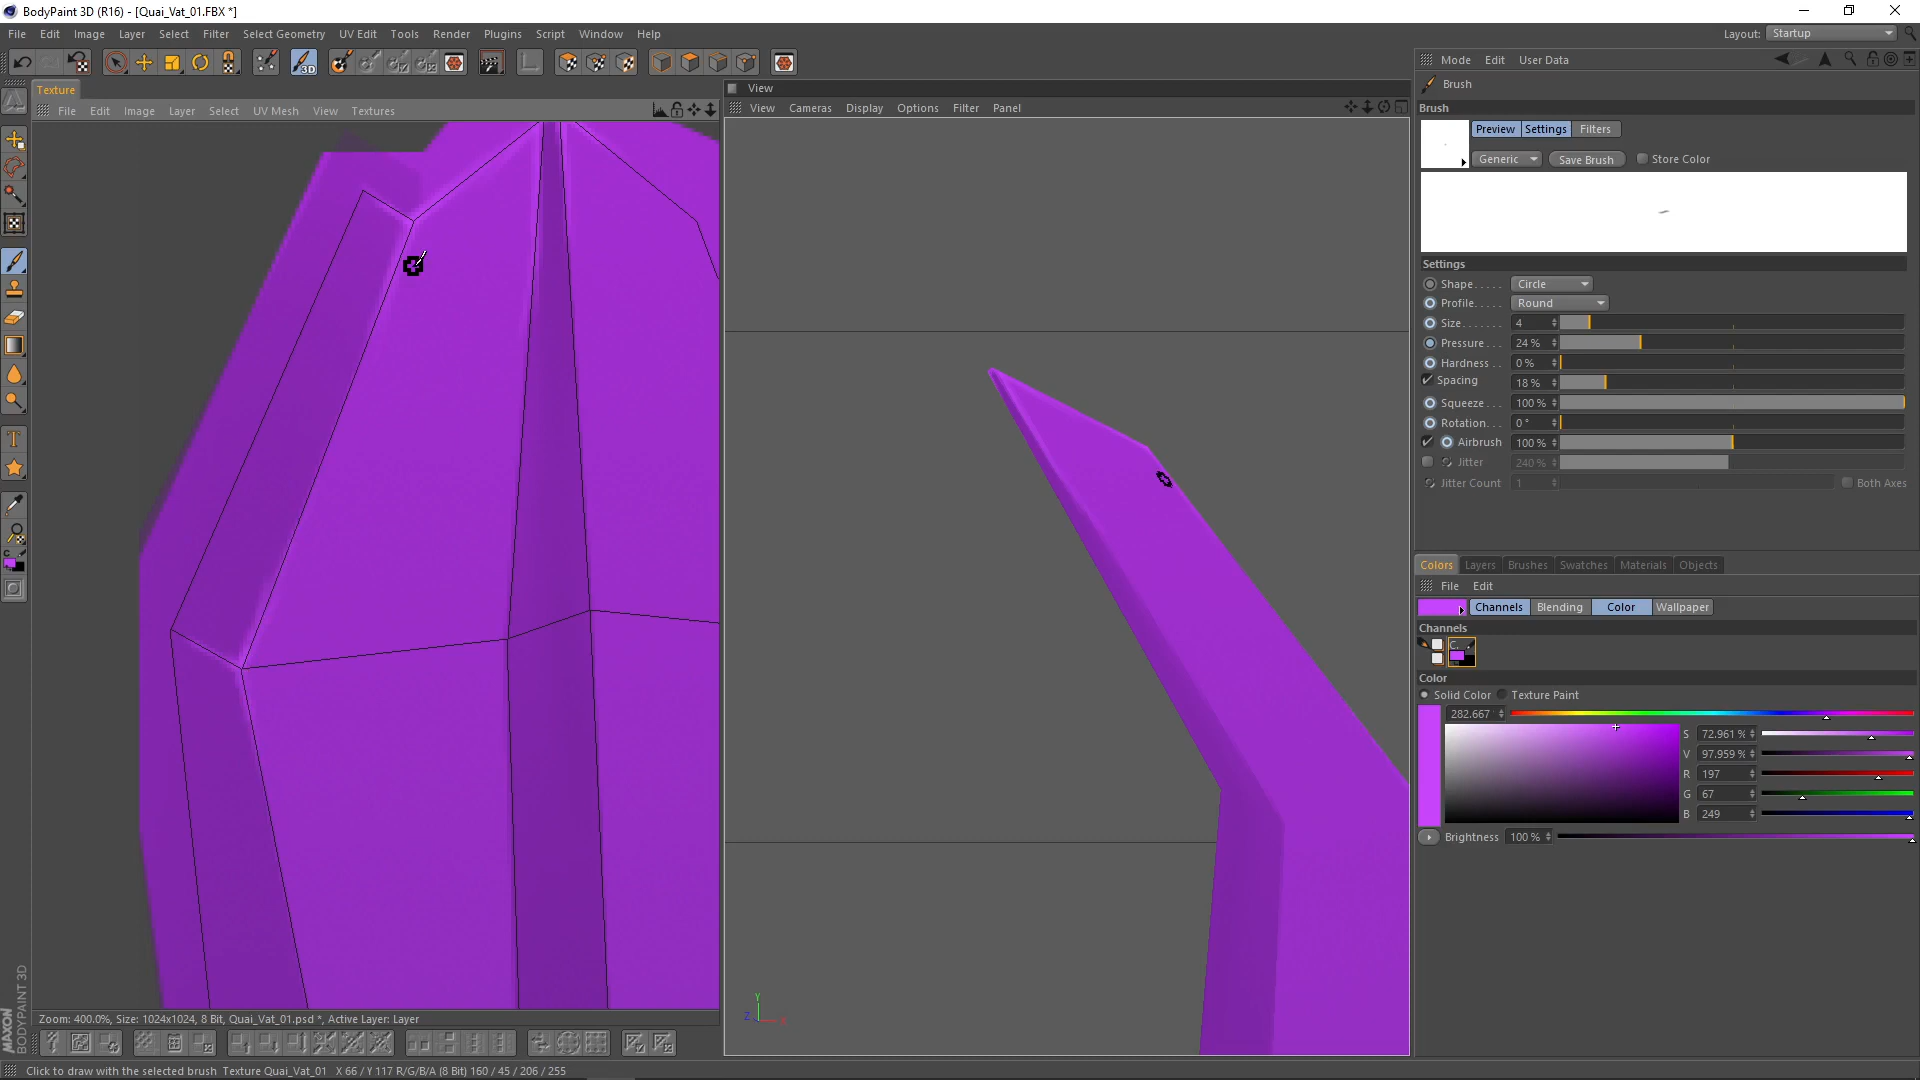 BodyPaint 3D (R16) - [Quai_Vat_01.FBX *]
File Edit Image Layer Select Filter Select Geometry UV Edit Tools Render Plugins Script Window Help
Layout: Startup
Texture
File Edit Image Layer Select UV Mesh View Textures
View
View Cameras Display Options Filter Panel
Mode Edit User Data
Brush
Brush
Preview Settings Filters
Generic Save Brush Store Color
Settings
Shape..... Circle
Profile..... Round
Size....... 4
Pressure... 24 %
Hardness.. 0 %
Spacing 18 %
Squeeze... 100 %
Rotation... 0 °
Airbrush 100 %
Jitter 240 %
Jitter Count 1 Both Axes
Colors Layers Brushes Swatches Materials Objects
File Edit
Channels Blending Color Wallpaper
Channels
C.
Color
Solid Color Texture Paint
282.667 °
S 72.961 %
V 97.959 %
R 197
G 67
B 249
Brightness 100 %
Y
Z X
C
MAXON
BODYPAINT 3D
Zoom: 400.0%, Size: 1024x1024, 8 Bit, Quai_Vat_01.psd *, Active Layer: Layer
Click to draw with the selected brush Texture Quai_Vat_01 X 66 / Y 117 R/G/B/A (8 Bit) 160 / 45 / 206 / 255